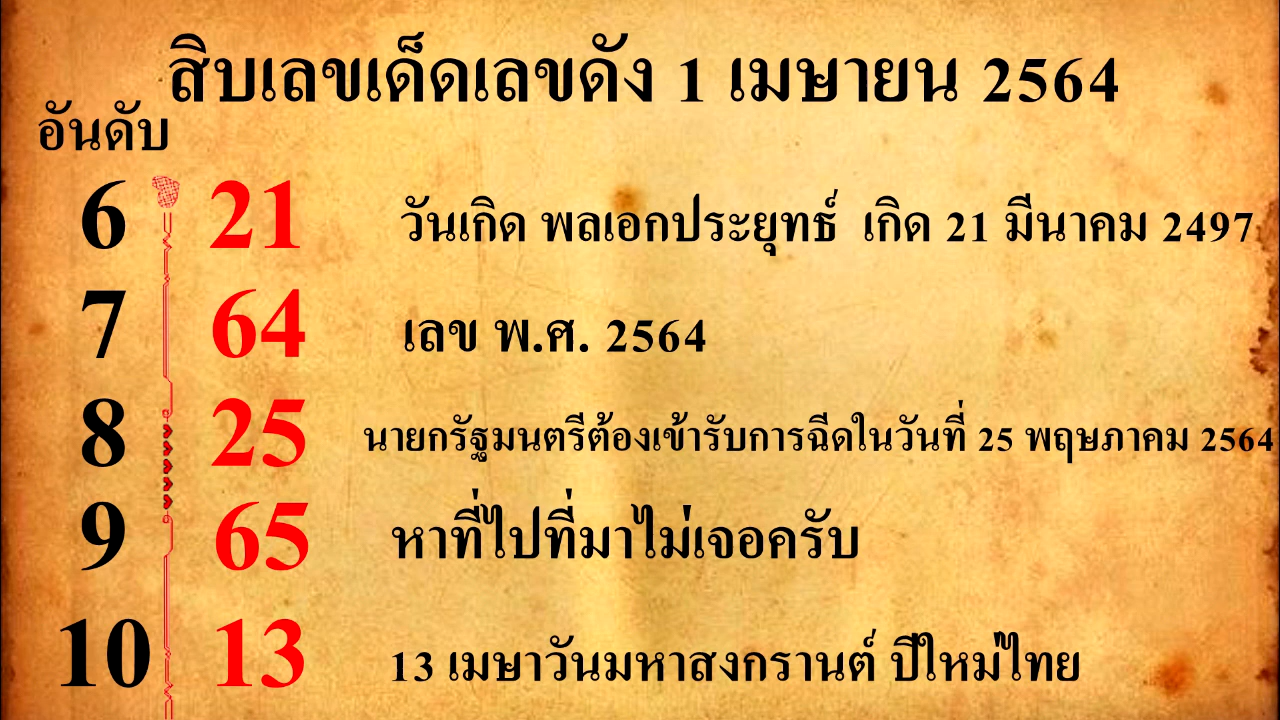 สิบเลขเด็ดเลขดัง 1 เมษายน 2564
อันดับ
6 21 วันเกิด พลเอกประยุทธ์ เกิด 21 มีนาคม 2497
7 64 เลข พ.ศ. 2564
8 25 นายกรัฐมนตรีต้องเข้ารับการฉีดในวันที่ 25 พฤษภาคม 2564
9 65 หาที่ไปที่มาไม่เจอครับ
10 13 13 เมษาวันมหาสงกรานต์ ปีใหม่ไทย